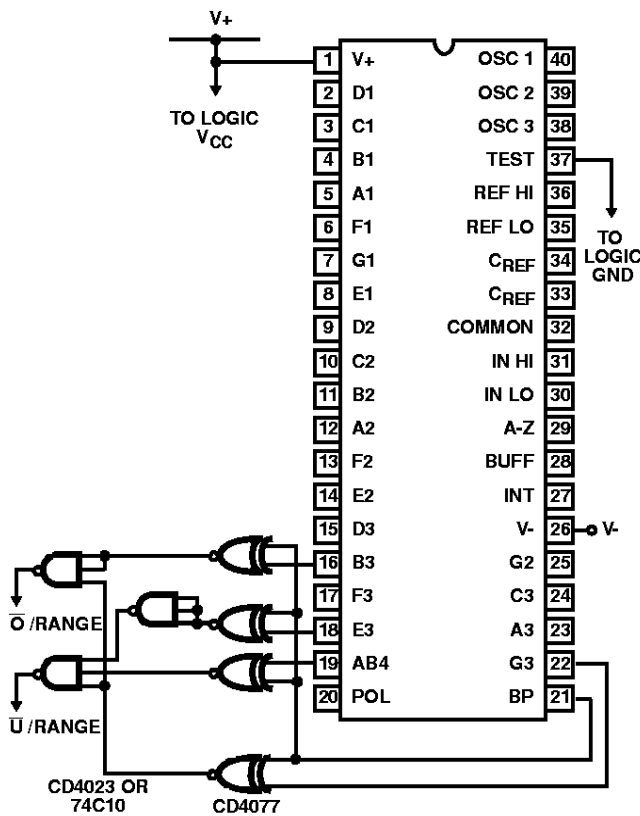 V+
TO LOGIC
VCC
1 V+
2 D1
3 C1
4 B1
5 A1
6 F1
7 G1
8 E1
9 D2
10 C2
11 B2
12 A2
13 F2
14 E2
15 D3
16 B3
17 F3
18 E3
19 AB4
20 POL
OSC 1 40
OSC 2 39
OSC 3 38
TEST 37
REF HI 36
REF LO 35
CREF 34
CREF 33
COMMON 32
IN HI 31
IN LO 30
A-Z 29
BUFF 28
INT 27
V- 26
G2 25
C3 24
A3 23
G3 22
BP 21
TO
LOGIC
GND
V-
O̅ /RANGE
U̅ /RANGE
CD4023 OR
74C10
CD4077